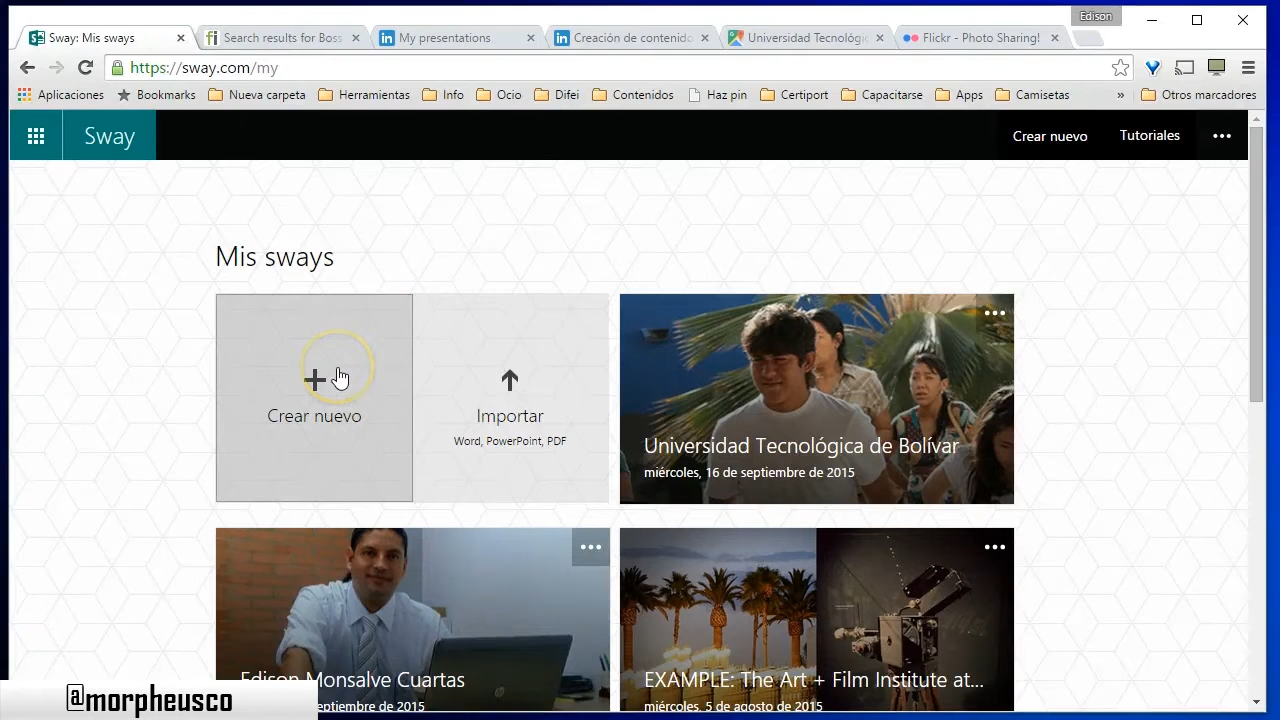 Edison
Sway: Mis sways
Search results for Boss
My presentations
Creación de contenido
Universidad Tecnológi
Flickr - Photo Sharing!
https://sway.com/my
Aplicaciones
Bookmarks
Nueva carpeta
Herramientas
Info
Ocio
Difei
Contenidos
Haz pin
Certiport
Capacitarse
Apps
Camisetas
»
Otros marcadores
Sway
Crear nuevo
Tutoriales
Mis sways
Crear nuevo
Importar
Word, PowerPoint, PDF
Universidad Tecnológica de Bolívar
miércoles, 16 de septiembre de 2015
Edison Monsalve Cuartas
septiembre de 2015
EXAMPLE: The Art + Film Institute at...
miércoles, 5 de agosto de 2015
@morpheusco